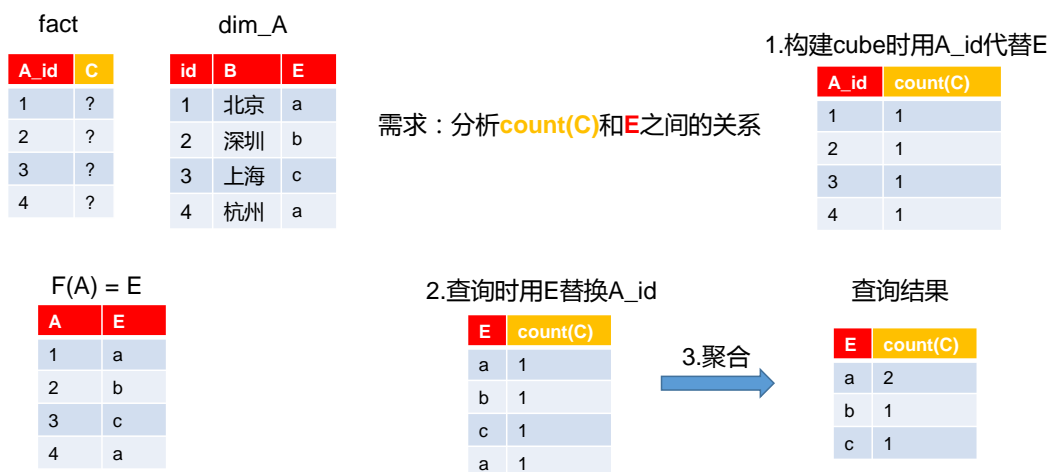 fact
A_id C
1 ?
2 ?
3 ?
4 ?
dim_A
id B E
1 北京 a
2 深圳 b
3 上海 c
4 杭州 a
需求：分析count(C)和E之间的关系
1.构建cube时用A_id代替E
A_id count(C)
1 1
2 1
3 1
4 1
F(A) = E
A E
1 a
2 b
3 c
4 a
2.查询时用E替换A_id
E count(C)
a 1
b 1
c 1
a 1
3.聚合
查询结果
E count(C)
a 2
b 1
c 1